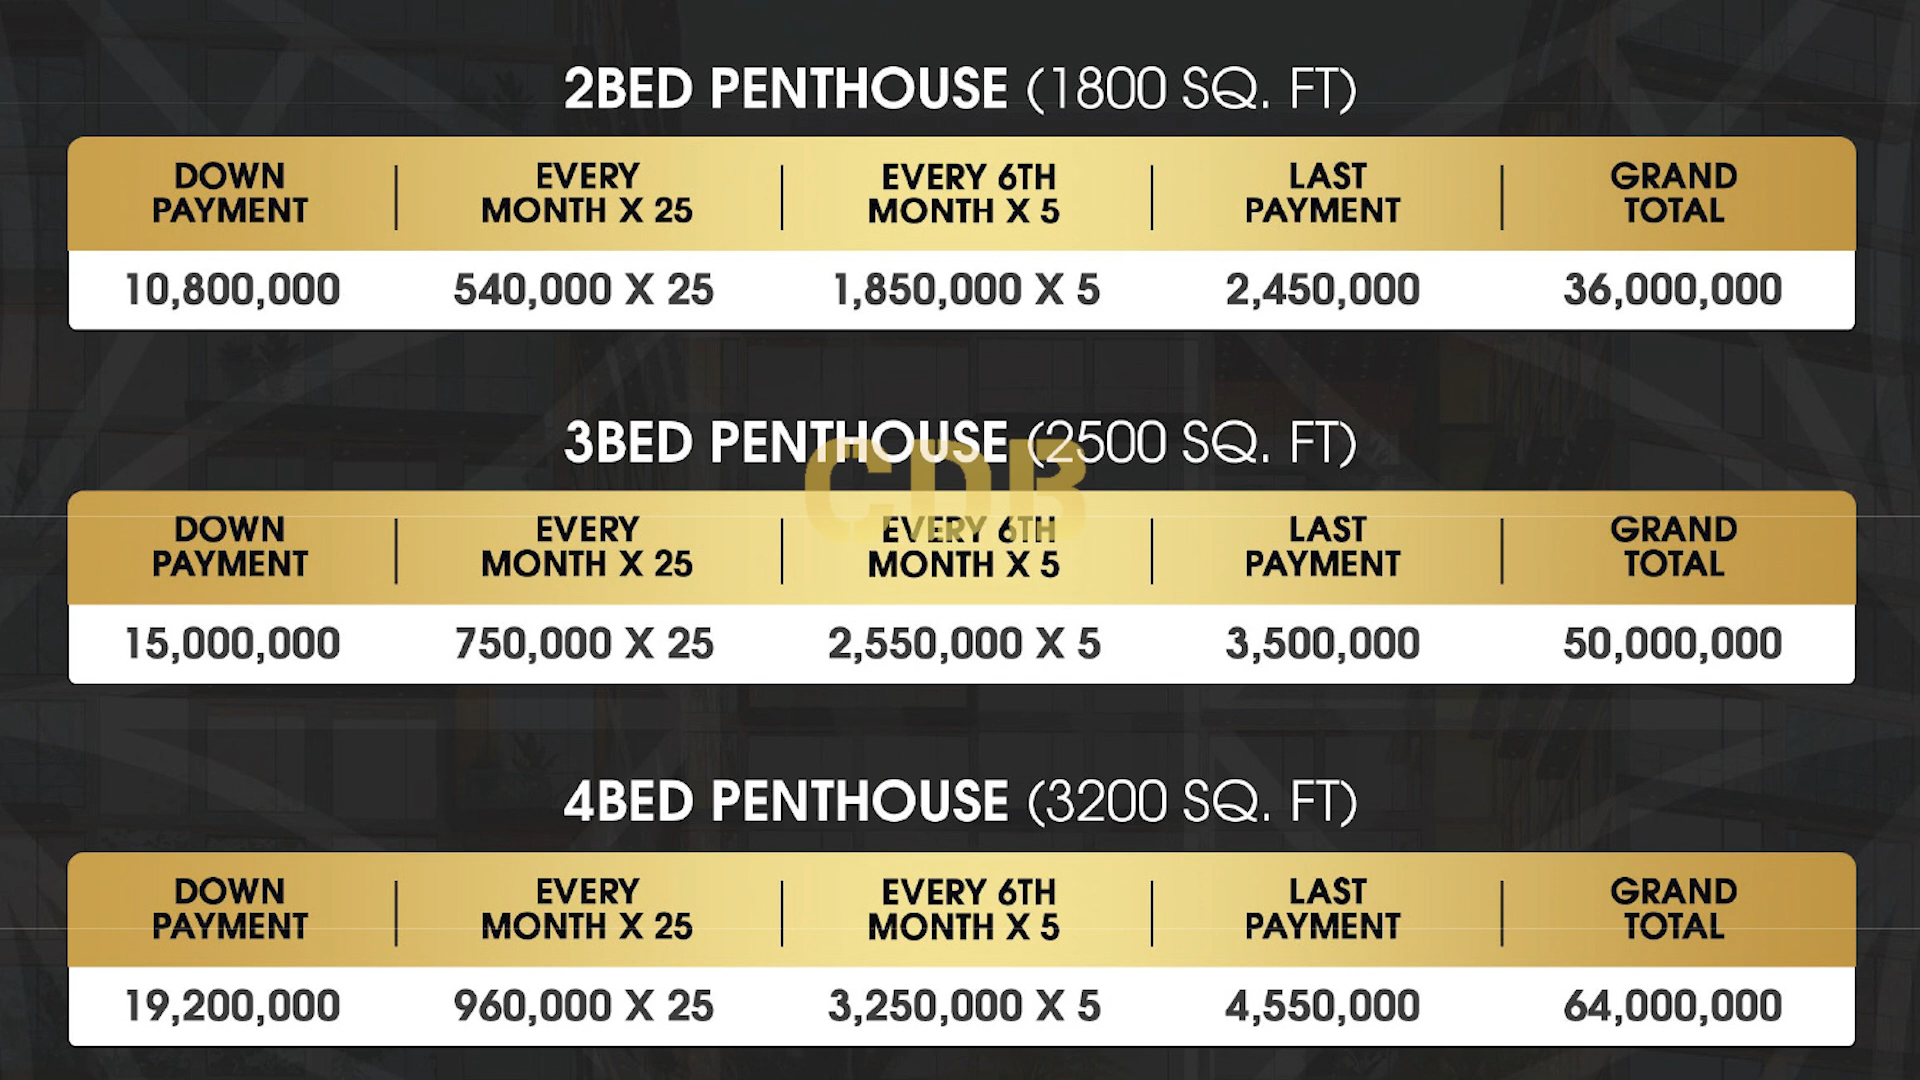 2BED PENTHOUSE (1800 SQ. FT)
DOWN PAYMENT
EVERY MONTH X 25
EVERY 6TH MONTH X 5
LAST PAYMENT
GRAND TOTAL
10,800,000 540,000 X 25 1,850,000 X 5 2,450,000 36,000,000
3BED PENTHOUSE (2500 SQ. FT)
CDB
DOWN PAYMENT
EVERY MONTH X 25
EVERY 6TH MONTH X 5
LAST PAYMENT
GRAND TOTAL
15,000,000 750,000 X 25 2,550,000 X 5 3,500,000 50,000,000
4BED PENTHOUSE (3200 SQ. FT)
DOWN PAYMENT
EVERY MONTH X 25
EVERY 6TH MONTH X 5
LAST PAYMENT
GRAND TOTAL
19,200,000 960,000 X 25 3,250,000 X 5 4,550,000 64,000,000